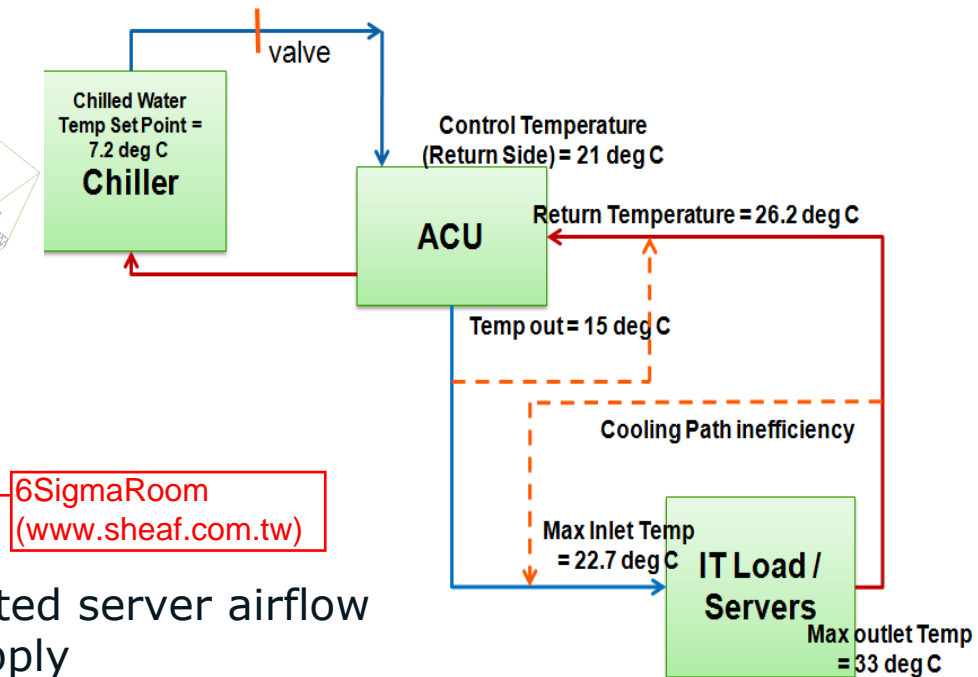 valve
Chilled Water
Temp Set Point =
7.2 deg C
Chiller
Control Temperature
(Return Side) = 21 deg C
ACU
Return Temperature = 26.2 deg C
Temp out = 15 deg C
Cooling Path inefficiency
6SigmaRoom
(www.sheaf.com.tw)
Max Inlet Temp
= 22.7 deg C
IT Load /
Servers
Max outlet Temp
= 33 deg C
ted server airflow